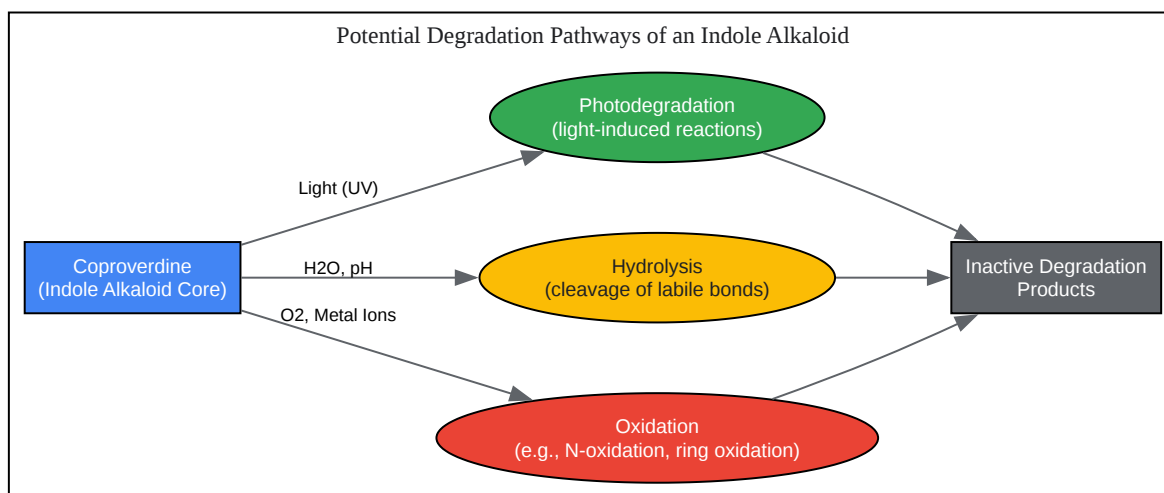 Potential Degradation Pathways of an Indole Alkaloid
Photodegradation
(light-induced reactions)
Light (UV)
Coproverdine
(Indole Alkaloid Core)
H2O, pH
Hydrolysis
(cleavage of labile bonds)
Inactive Degradation
Products
O2, Metal Ions
Oxidation
(e.g., N-oxidation, ring oxidation)